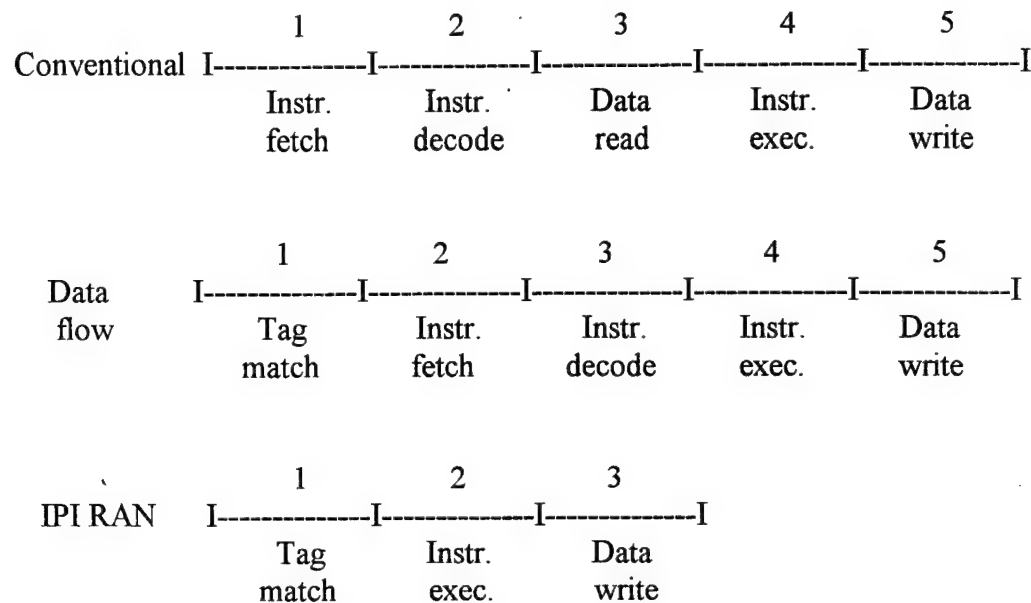 1 2 3 4 5
Conventional I---------------I---------------I---------------I---------------I---------------I
Instr. Instr. Data Instr. Data
fetch decode read exec. write
1 2 3 4 5
Data I---------------I---------------I---------------I---------------I---------------I
flow Tag Instr. Instr. Instr. Data
match fetch decode exec. write
1 2 3
IPI RAN I---------------I---------------I---------------I
Tag Instr. Data
match exec. write